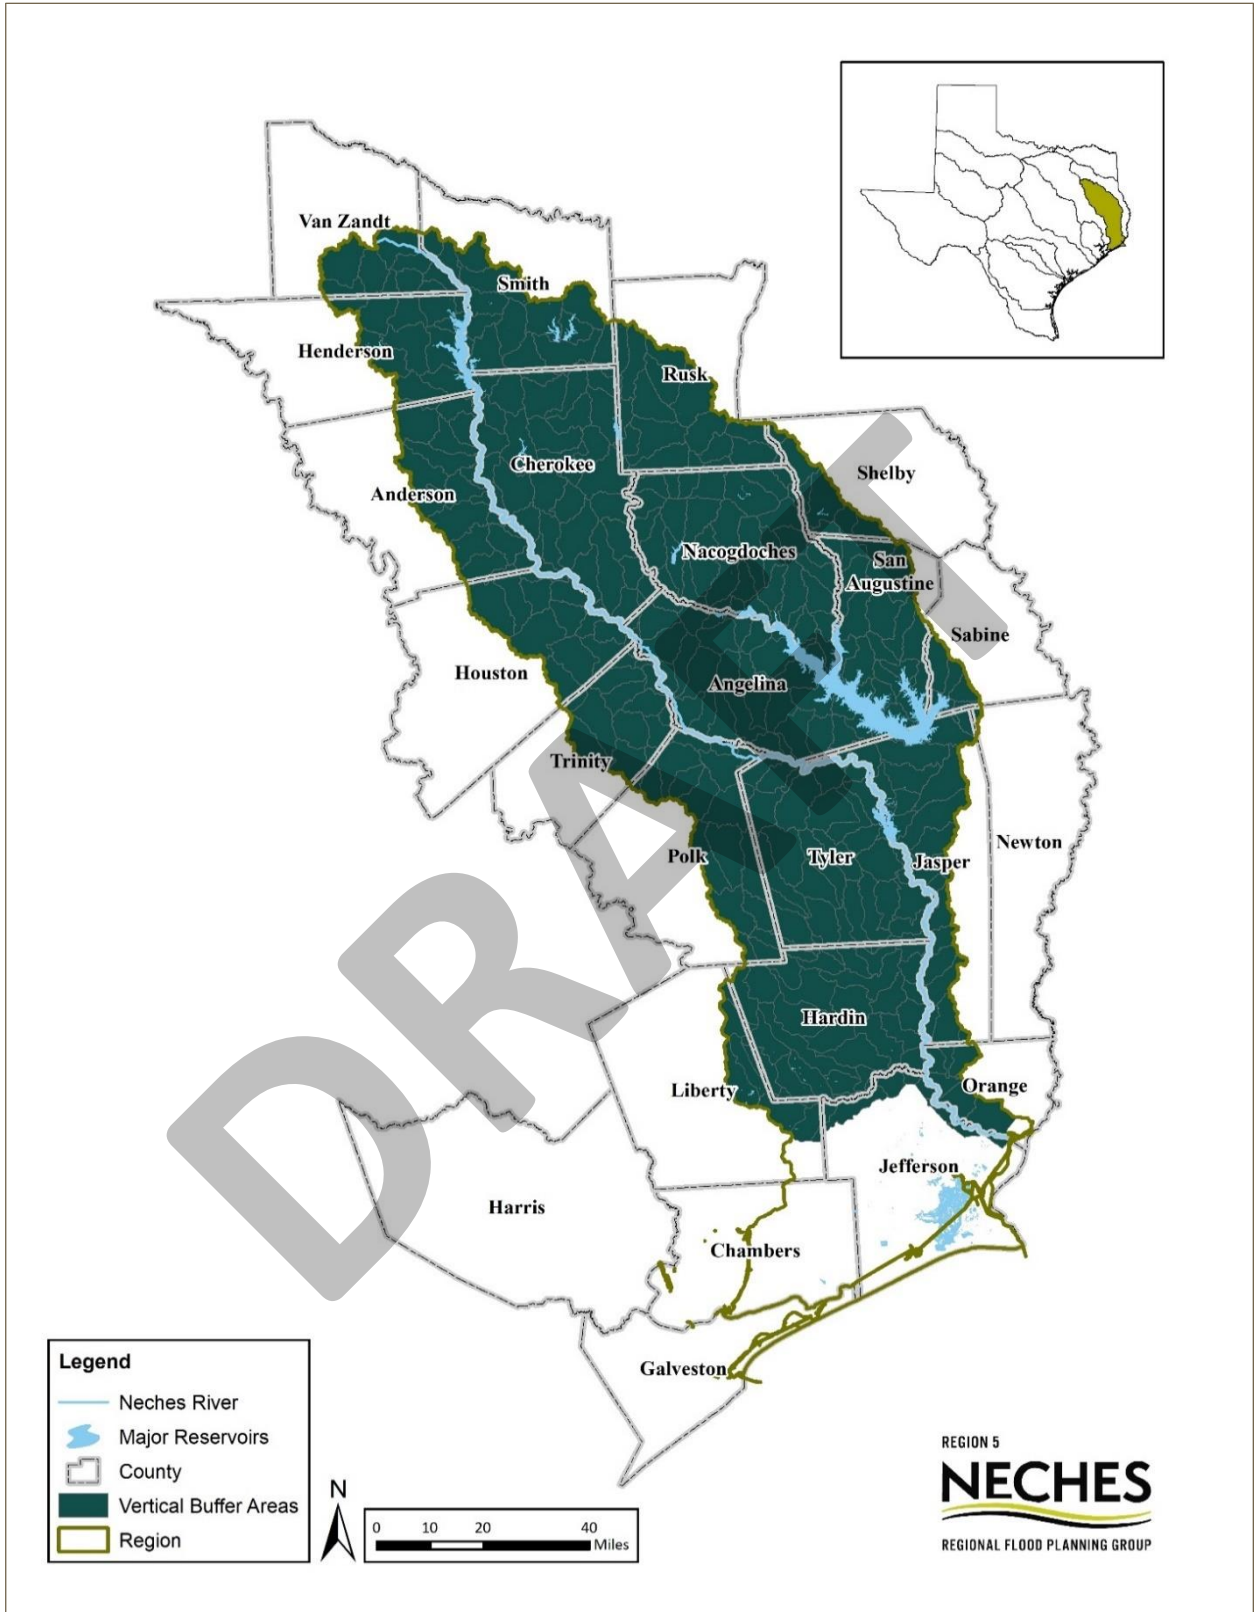 Van Zandt
Smith
Henderson
Rusk
Cherokee
Shelby
Anderson
Nacogdoches
San
Augustine
Sabine
Houston
Angelina
Trinity
Newton
Polk
Tyler
Jasper
Hardin
Liberty
Orange
Jefferson
Harris
Chambers
Galveston
DRAFT
Legend
Neches River
Major Reservoirs
County
Vertical Buffer Areas
Region
N
0 10 20 40
Miles
REGION 5
NECHES
REGIONAL FLOOD PLANNING GROUP